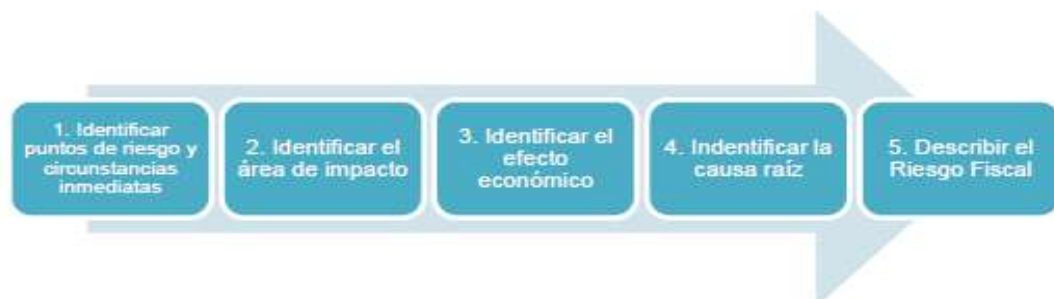 1. Identificar
puntos de riesgo y
circunstancias
inmediatas
2. Identificar el
área de impacto
3. Identificar el
efecto
económico
4. Indentificar la
causa raíz
5. Describir el
Riesgo Fiscal